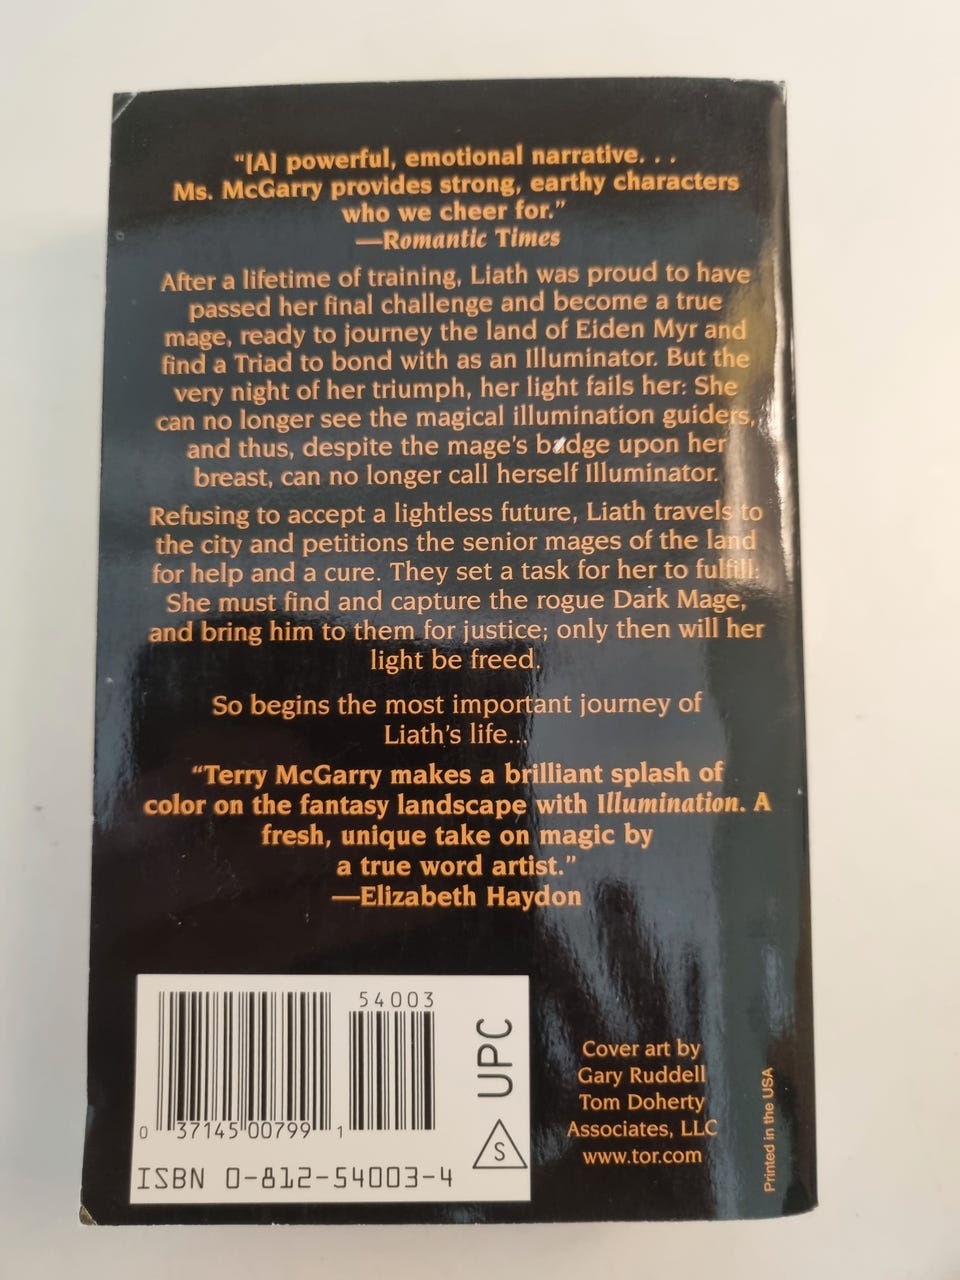 “[A] powerful, emotional narrative. . .
Ms. McGarry provides strong, earthy characters
who we cheer for.”
—Romantic Times
After a lifetime of training, Liath was proud to have
passed her final challenge and become a true
mage, ready to journey the land of Eiden Myr and
find a Triad to bond with as an Illuminator. But the
very night of her triumph, her light fails her: She
can no longer see the magical illumination guiders,
and thus, despite the mage’s badge upon her
breast, can no longer call herself Illuminator.
Refusing to accept a lightless future, Liath travels to
the city and petitions the senior mages of the land
for help and a cure. They set a task for her to fulfill:
She must find and capture the rogue Dark Mage,
and bring him to them for justice; only then will her
light be freed.
So begins the most important journey of
Liath’s life...
“Terry McGarry makes a brilliant splash of
color on the fantasy landscape with Illumination. A
fresh, unique take on magic by
a true word artist.”
—Elizabeth Haydon
54003
UPC
S
0 37145 00799 1
ISBN 0-812-54003-4
Cover art by
Gary Ruddell
Tom Doherty
Associates, LLC
www.tor.com
Printed in the USA